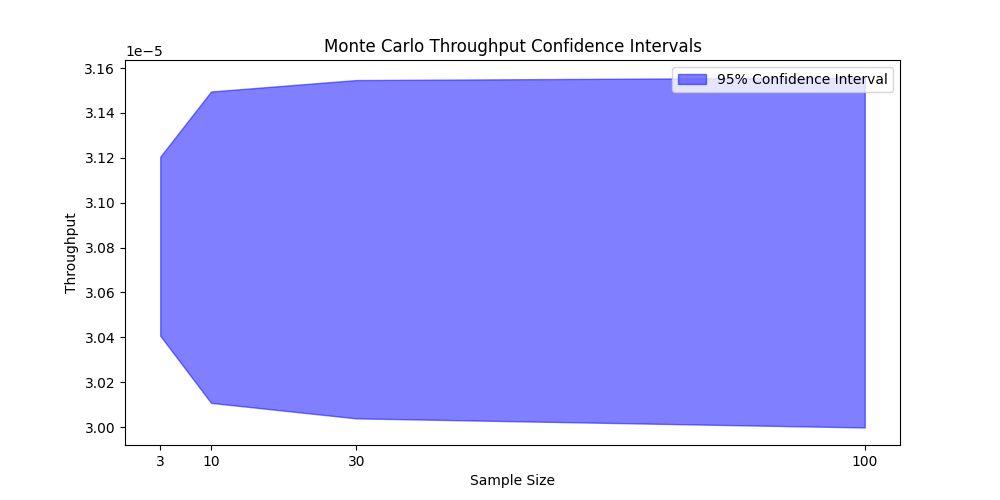 Monte Carlo Throughput Confidence Intervals
1e−5
95% Confidence Interval
3.16
3.14
3.12
3.10
3.08
3.06
3.04
3.02
3.00
Throughput
3 10 30 100
Sample Size